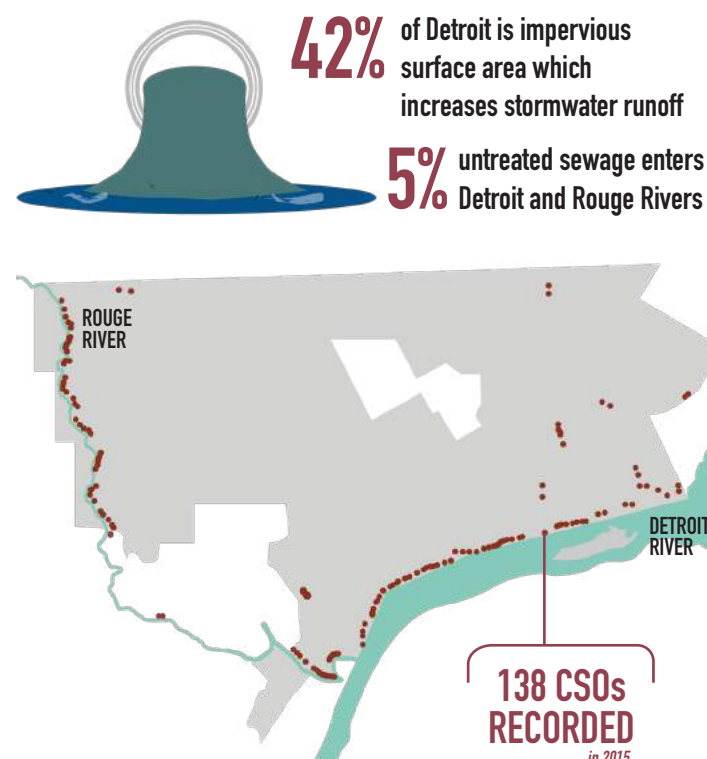 42% of Detroit is impervious
surface area which
increases stormwater runoff
5% untreated sewage enters
Detroit and Rouge Rivers
ROUGE
RIVER
DETROIT
RIVER
138 CSOs
RECORDED
in 2015